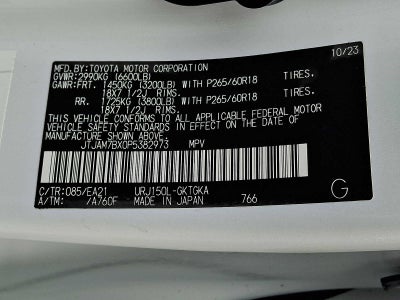 MFD.BY:TOYOTA MOTOR CORPORATION 10/23
GVWR:2990KG (6600LB)
GAWR:FRT. 1450KG (3200LB) WITH P265/60R18 TIRES.
18X7 1/2J RIMS.
RR. 1725KG (3800LB) WITH P265/60R18 TIRES.
18X7 1/2J RIMS.
THIS VEHICLE CONFORMS TO ALL APPLICABLE FEDERAL MOTOR
VEHICLE SAFETY STANDARDS IN EFFECT ON THE DATE OF
MANUFACTURE SHOWN ABOVE.
JTJAM7BX0P5382973 MPV
C/TR:085/EA21 URJ150L-GKTGKA G
A/TM: /A760F MADE IN JAPAN 766